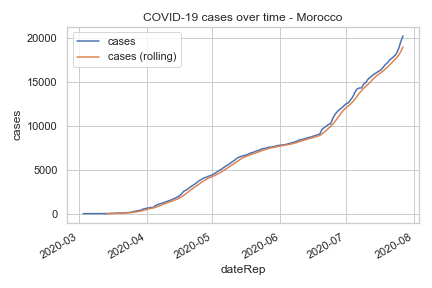 COVID-19 cases over time - Morocco
cases
cases (rolling)
20000
15000
10000
5000
0
cases
2020-03
2020-04
2020-05
2020-06
2020-07
2020-08
dateRep